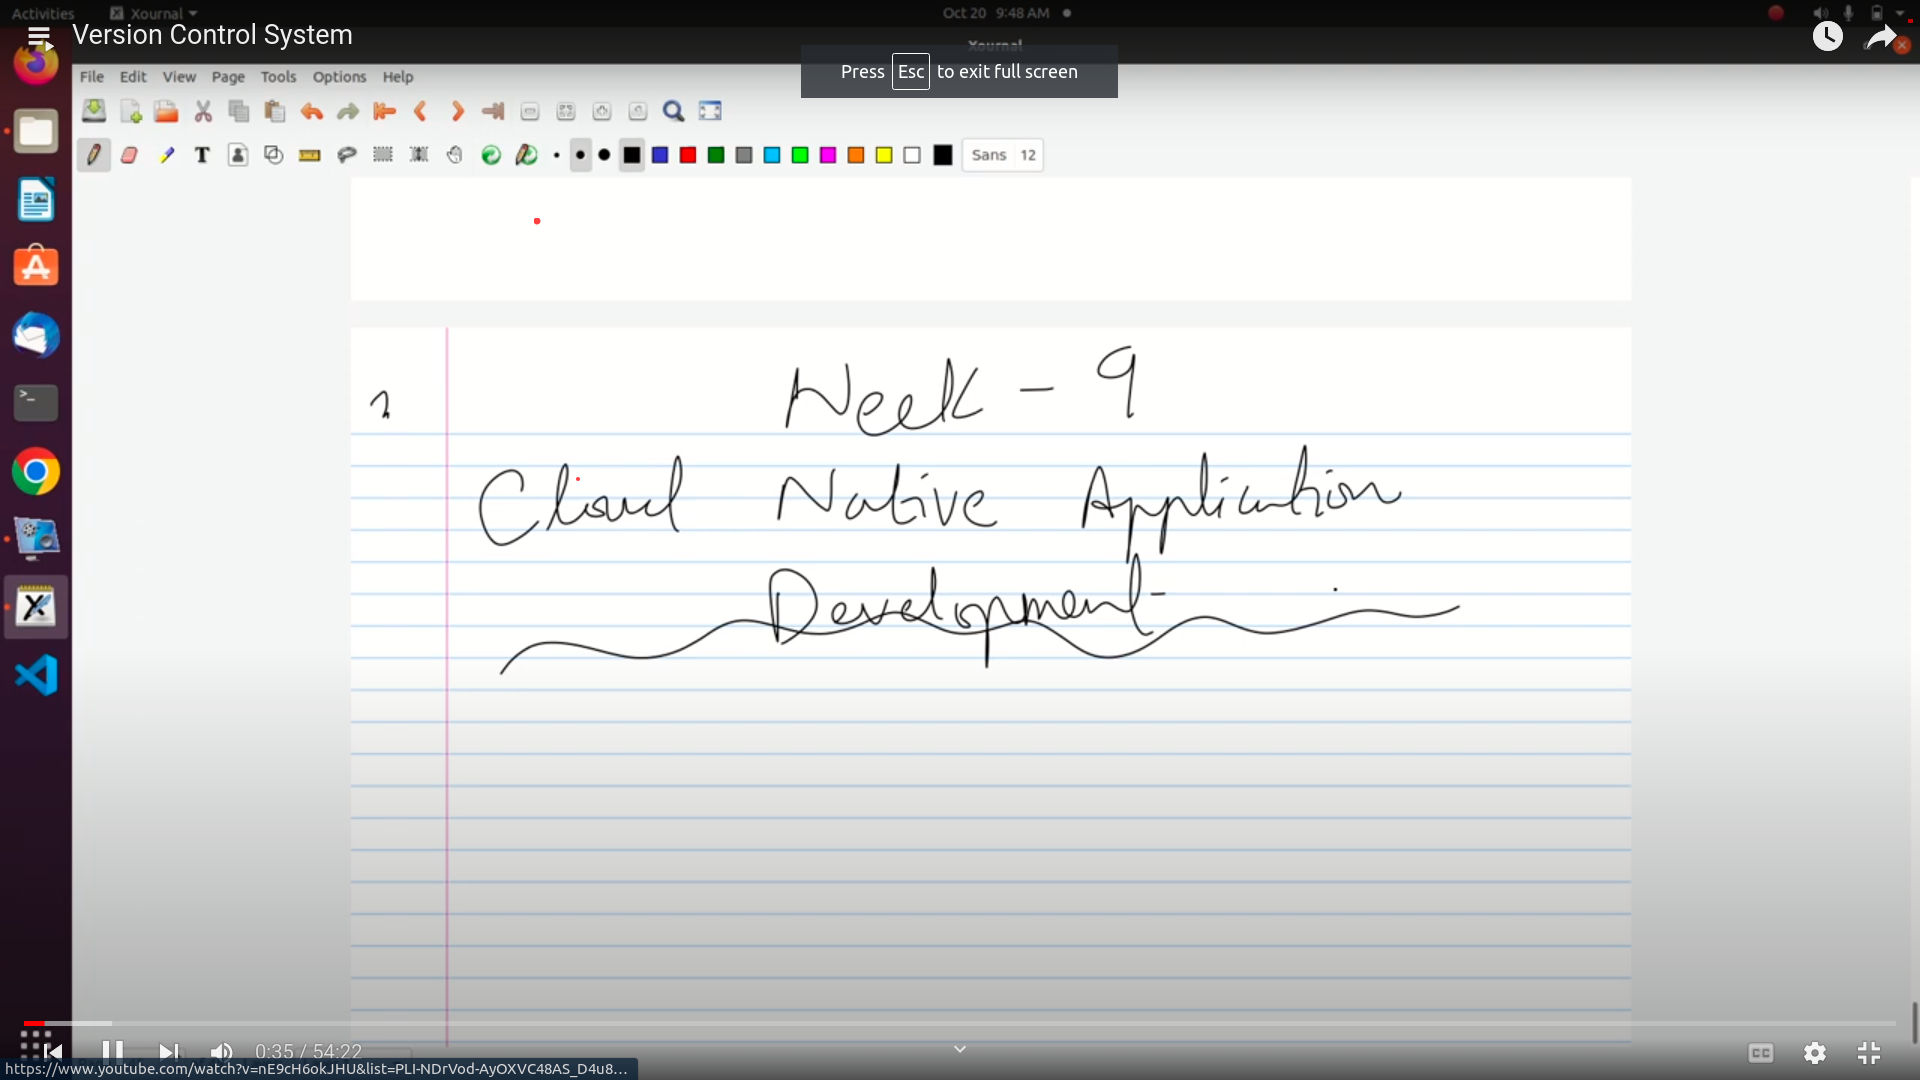 Activities Xournal Oct 20 9:48 AM
Version Control System
Xournal
Press Esc to exit full screen
File Edit View Page Tools Options Help
Sans 12
Week - 9
Cloud Native Application
Development
0:35 / 54:22
CC
https://www.youtube.com/watch?v=nE9cH6okJHU&list=PLI-NDrVod-AyOXVC48AS_D4u8...